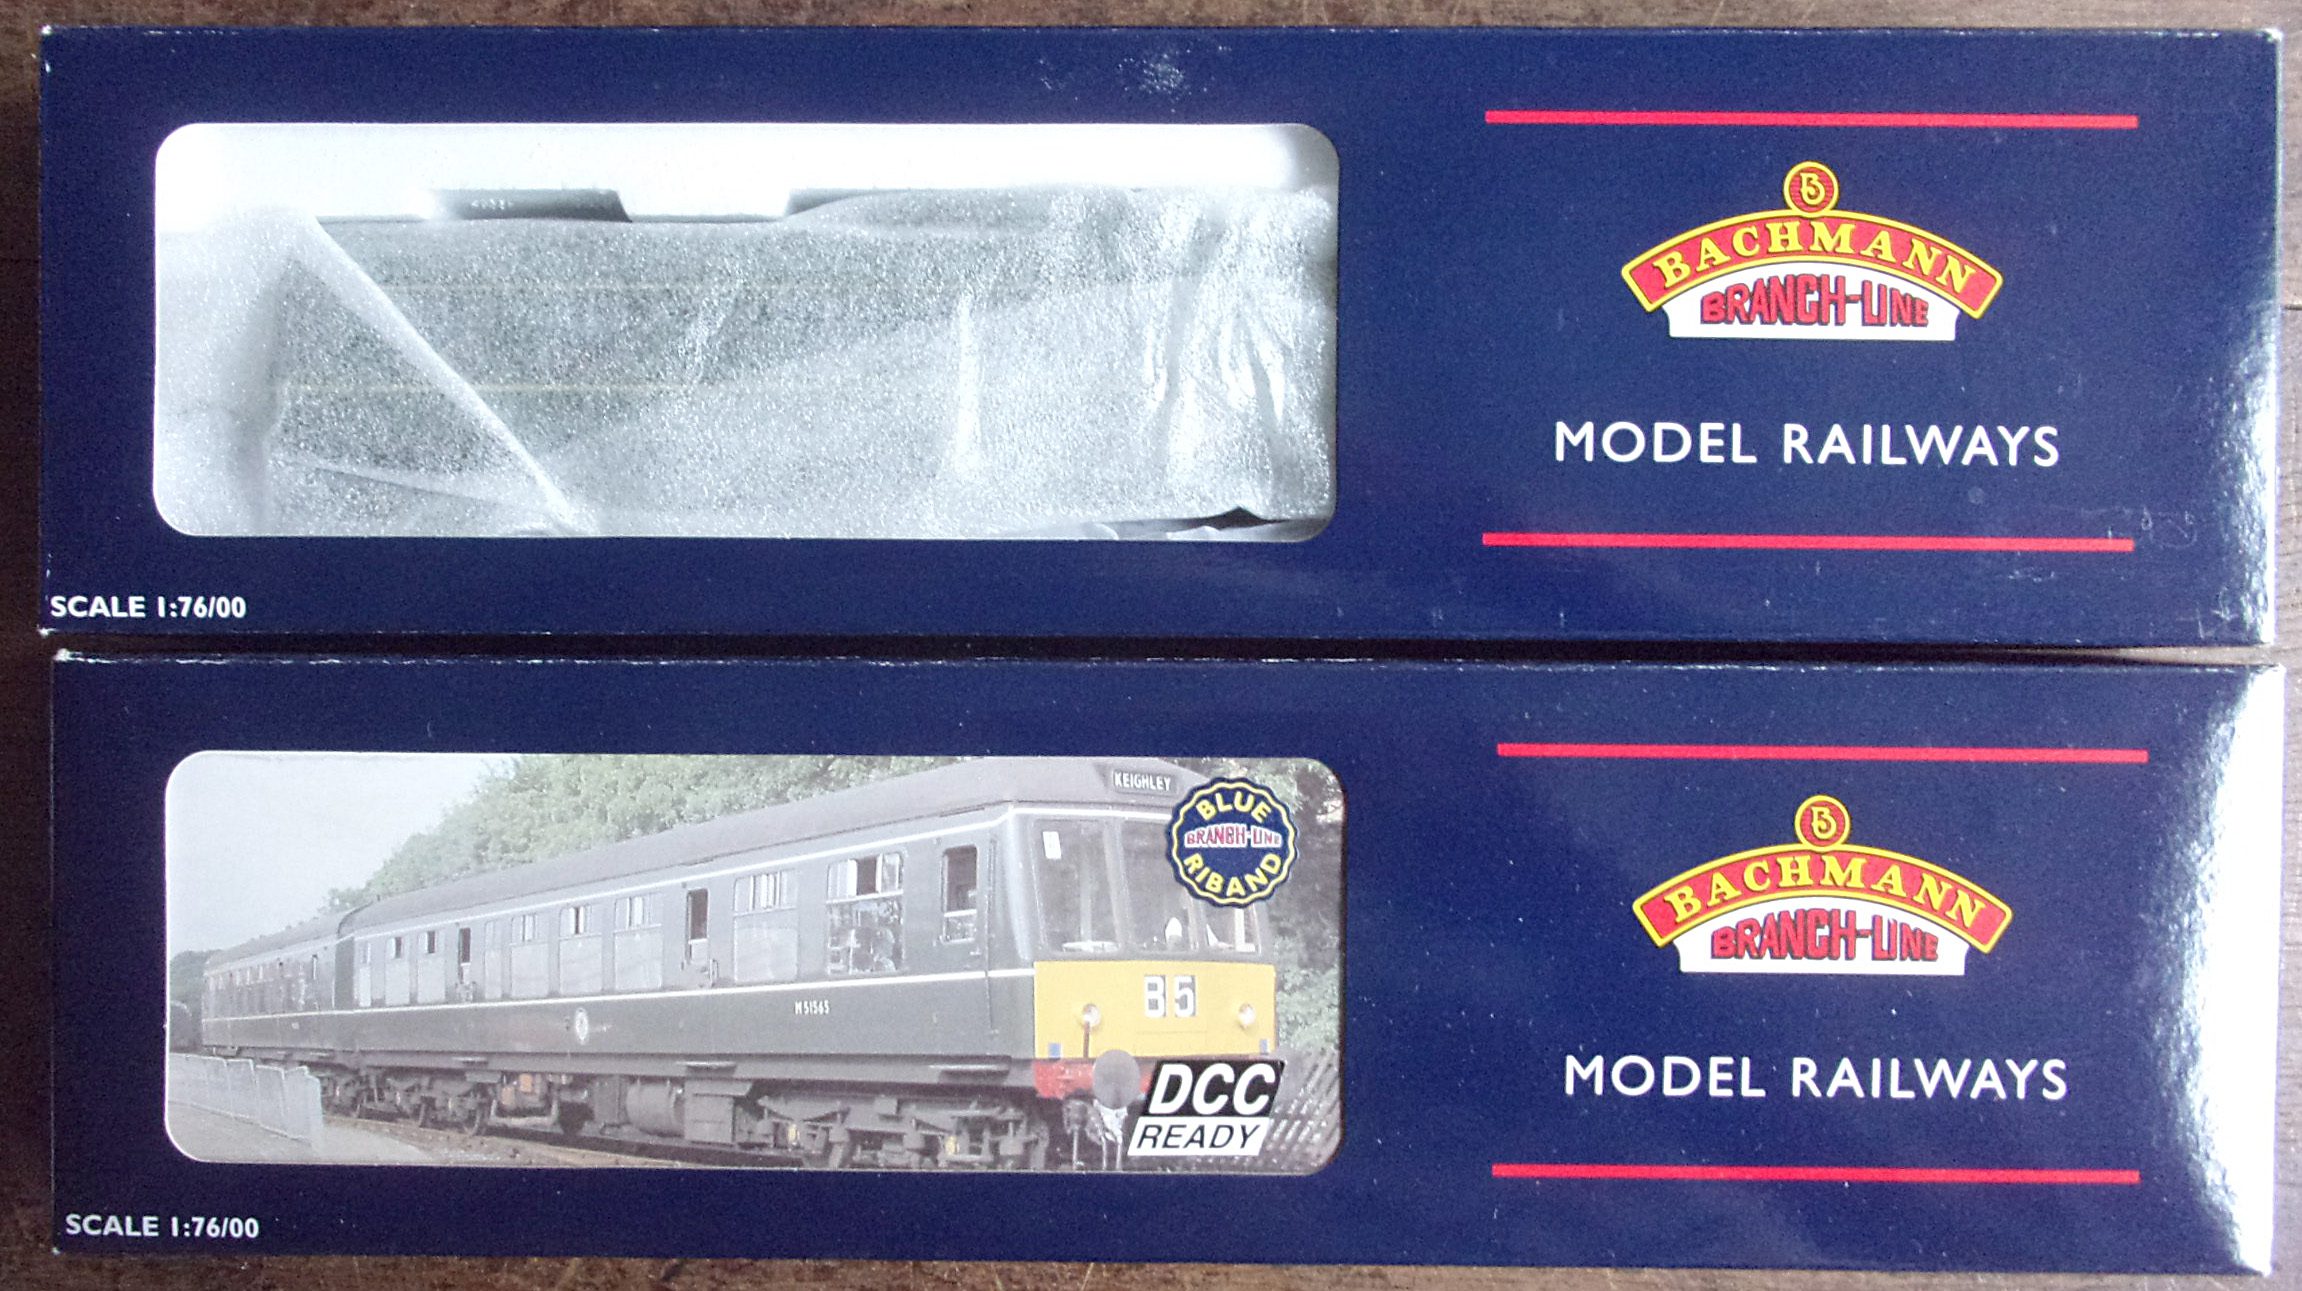 B
BACHMANN
BRANCH-LINE
MODEL RAILWAYS
SCALE 1:76/00
KEIGHLEY
BLUE
BRANCH-LINE
RIBAND
B5
M51565
DCC
READY
B
BACHMANN
BRANCH-LINE
MODEL RAILWAYS
SCALE 1:76/00